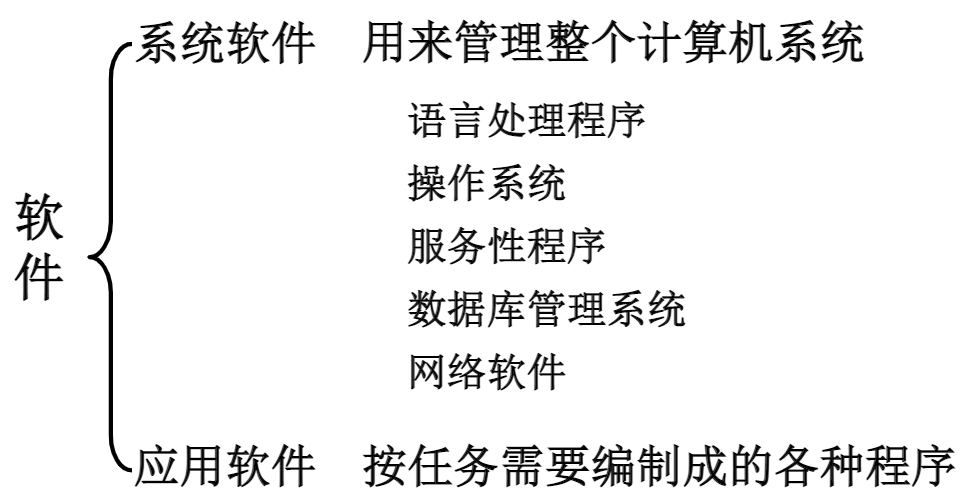 软件
系统软件 用来管理整个计算机系统
语言处理程序
操作系统
服务性程序
数据库管理系统
网络软件
应用软件 按任务需要编制成的各种程序